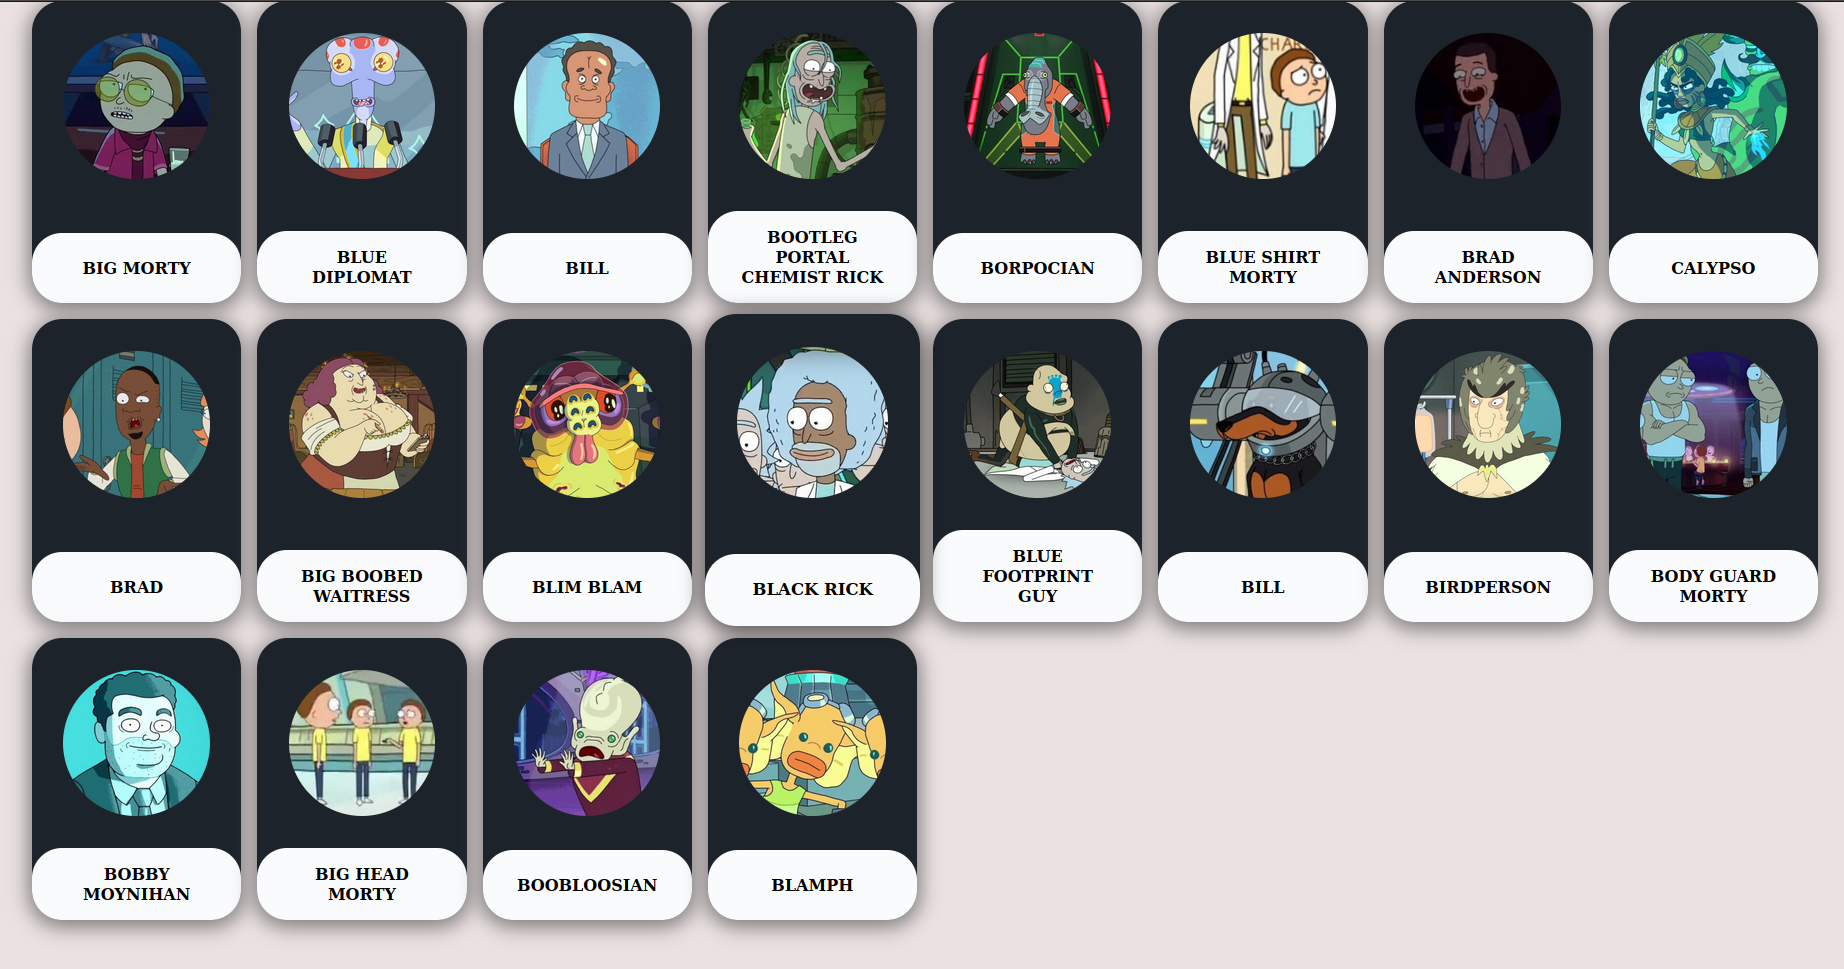 CHAR
BIG MORTY
BLUE
DIPLOMAT
BILL
BOOTLEG
PORTAL
CHEMIST RICK
BORPOCIAN
BLUE SHIRT
MORTY
BRAD
ANDERSON
CALYPSO
BRAD
BIG BOOBED
WAITRESS
BLIM BLAM
BLACK RICK
BLUE
FOOTPRINT
GUY
BILL
BIRDPERSON
BODY GUARD
MORTY
BOBBY
MOYNIHAN
BIG HEAD
MORTY
BOOBLOOSIAN
BLAMPH